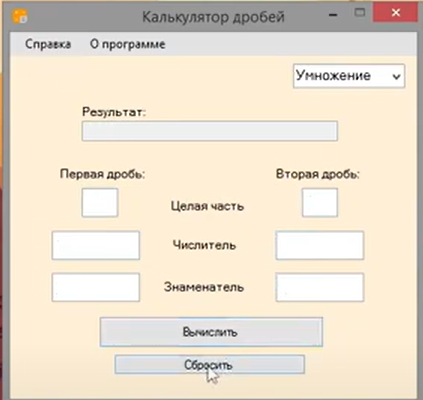 Калькулятор дробей
Справка О программе
Умножение
Результат:
Первая дробь: Вторая дробь:
Целая часть
Числитель
Знаменатель
Вычислить
Сбросить